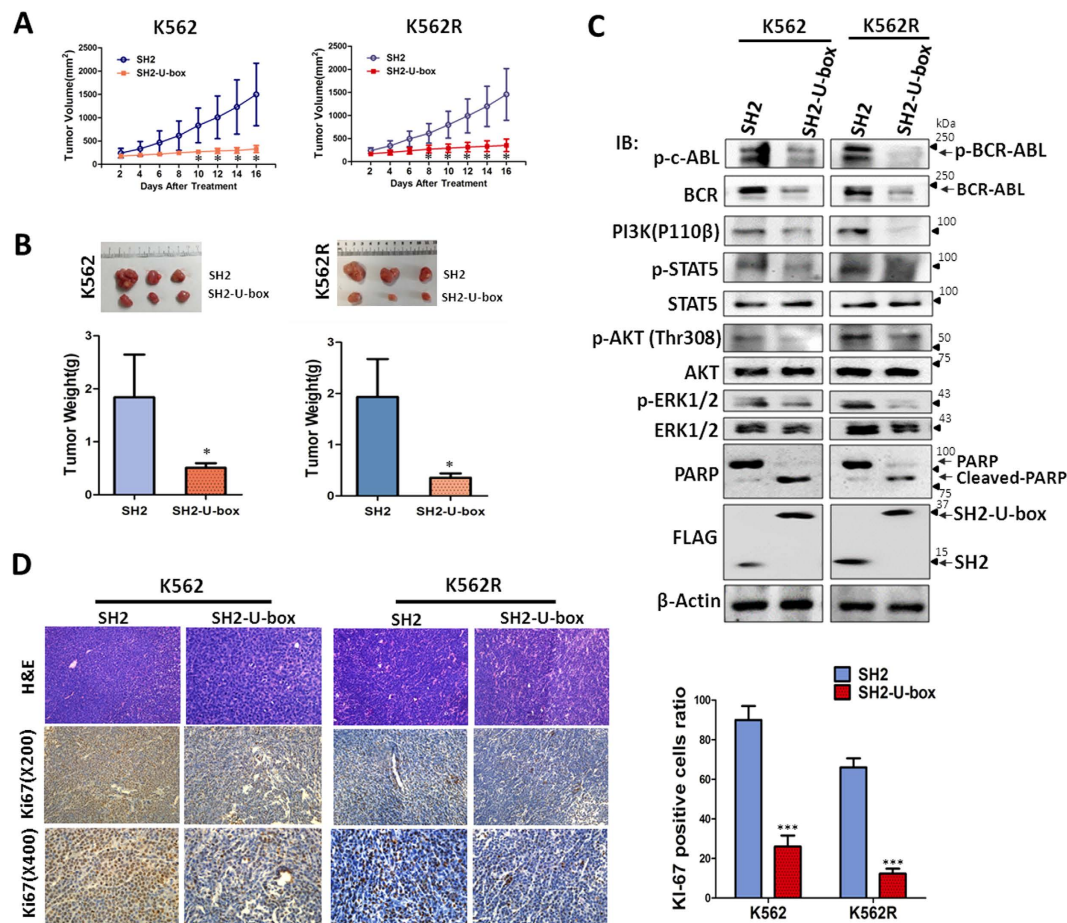 A
K562
SH2
SH2-U-box
Tumor Volume(mm²)
2500
2000
1500
1000
500
0
2 4 6 8 10 12 14 16
* * * *
Days After Treatment
K562R
SH2
SH2-U-box
Tumor Volume(mm²)
2500
2000
1500
1000
500
0
2 4 6 8 10 12 14 16
* * * * *
Days After Treatment
B
K562
SH2
SH2-U-box
K562R
SH2
SH2-U-box
Tumor Weight(g)
3
2
1
0
*
SH2 SH2-U-box
Tumor Weight(g)
3
2
1
0
*
SH2 SH2-U-box
C
K562 K562R
SH2 SH2-U-box SH2 SH2-U-box
IB:
kDa
p-c-ABL 250 p-BCR-ABL
BCR 250 BCR-ABL
PI3K(P110β) 100
p-STAT5 100
STAT5 100
p-AKT (Thr308) 50
AKT 75
p-ERK1/2 43
ERK1/2 43
PARP 100 PARP
Cleaved-PARP
75
FLAG 37 SH2-U-box
15 SH2
β-Actin
D
K562 K562R
SH2 SH2-U-box SH2 SH2-U-box
H&E
Ki67(X200)
Ki67(X400)
SH2
SH2-U-box
KI-67 positive cells ratio
100
80
60
40
20
0
*** ***
K562 K562R